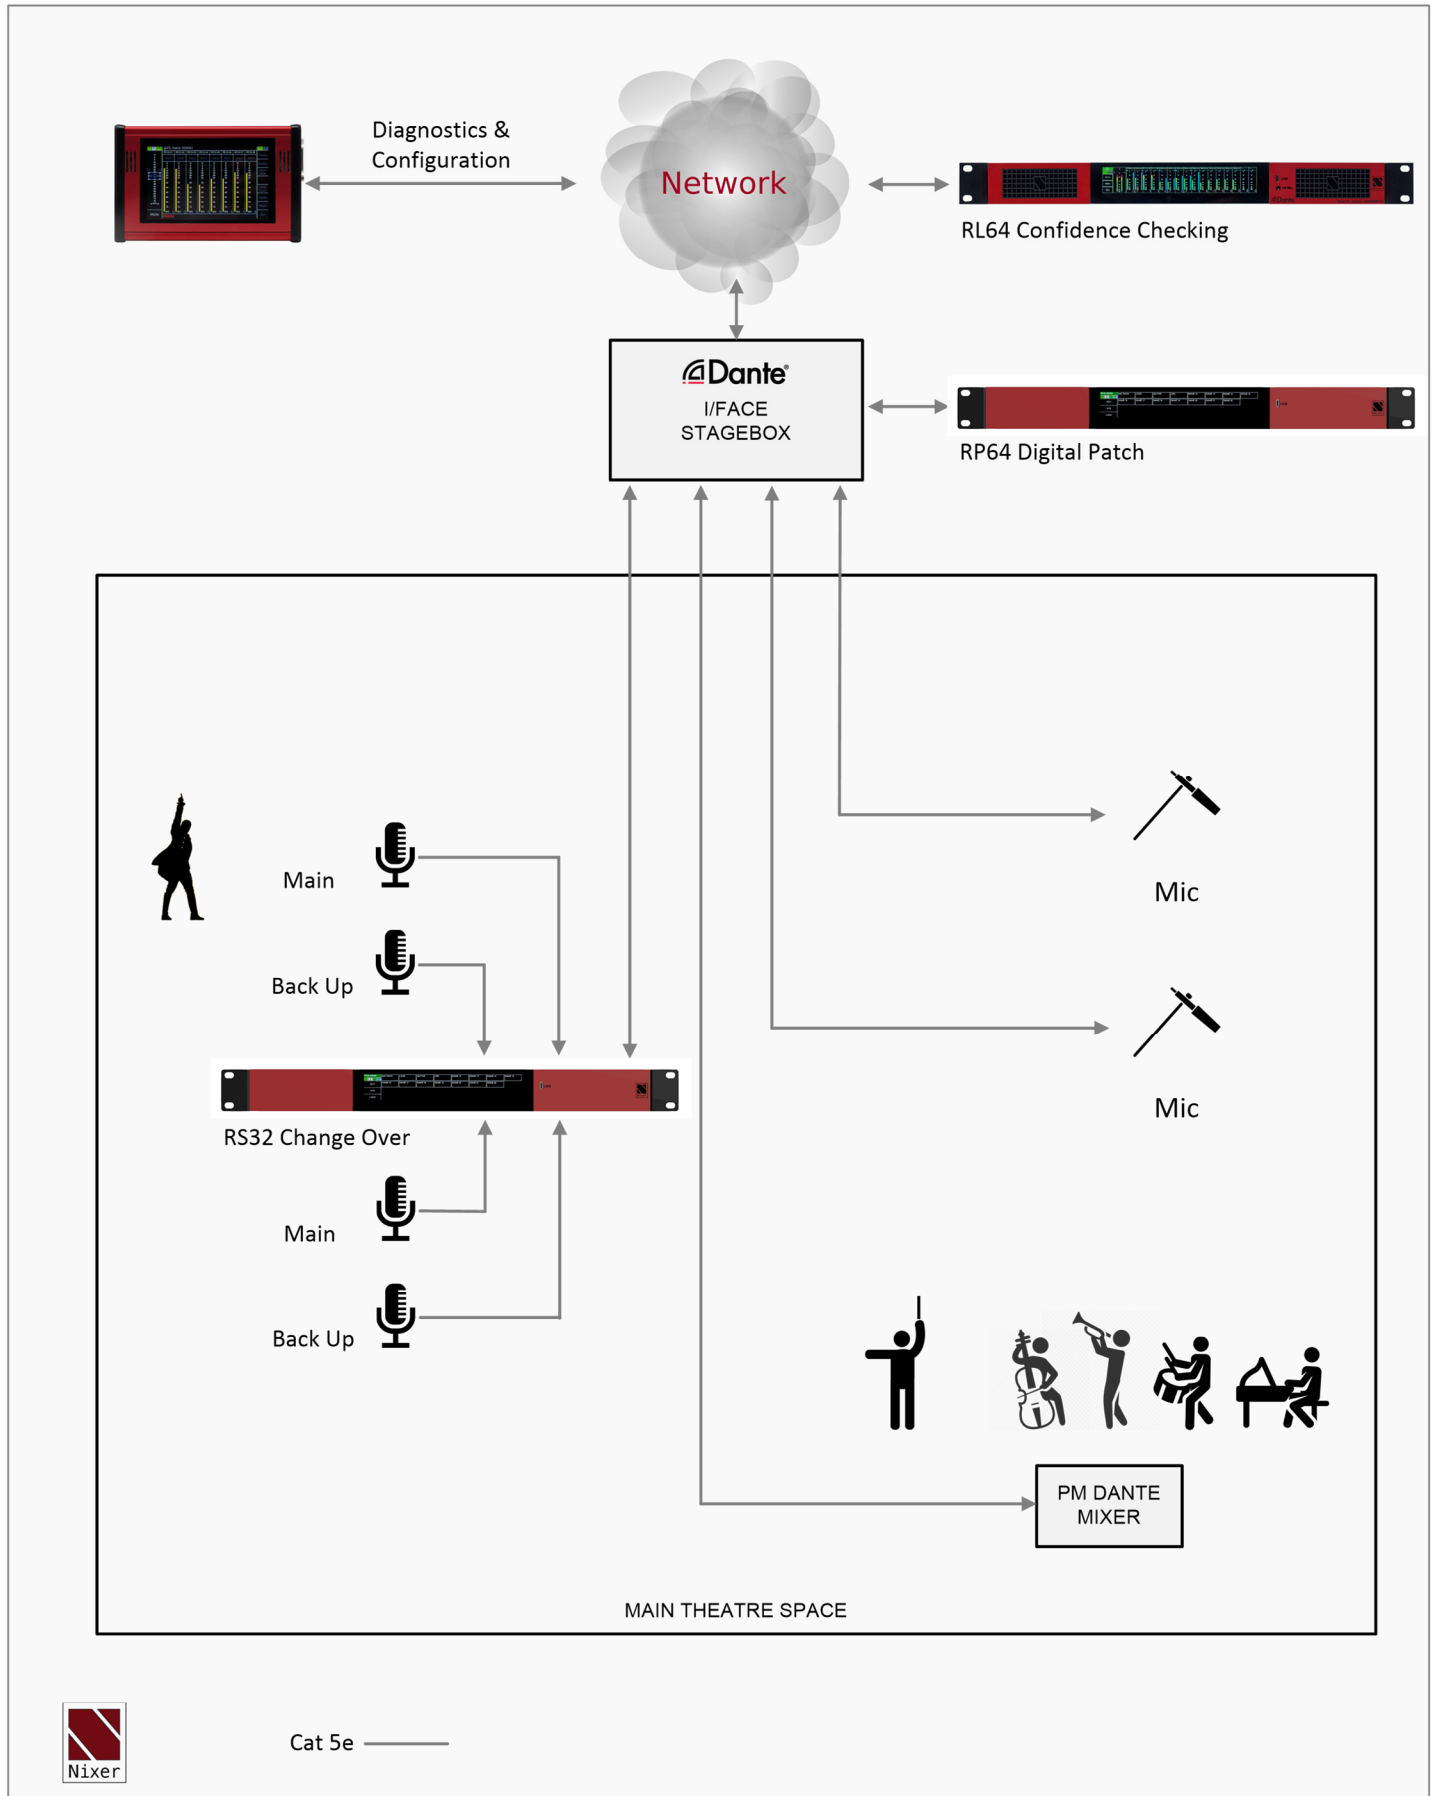 Diagnostics &
Configuration
Network
RL64 Confidence Checking
Dante®
I/FACE
STAGEBOX
RP64 Digital Patch
Main
Mic
Back Up
Mic
RS32 Change Over
Main
Back Up
PM DANTE
MIXER
MAIN THEATRE SPACE
Nixer
Cat 5e